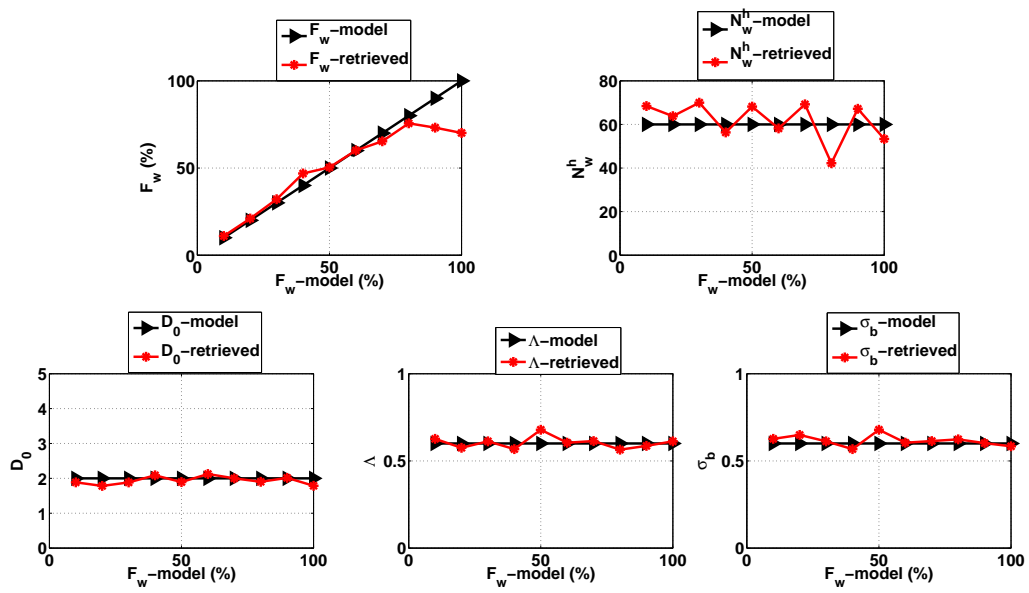 F_w−model
F_w−retrieved
100
50
0
F_w (%)
0
50
100
F_w−model (%)
N_w^h−model
N_w^h−retrieved
80
60
40
20
0
N_w^h
0
50
100
F_w−model (%)
D_0−model
D_0−retrieved
5
4
3
2
1
0
D_0
0
50
100
F_w−model (%)
Λ−model
Λ−retrieved
1
0.5
0
Λ
0
50
100
F_w−model (%)
σ_b−model
σ_b−retrieved
1
0.5
0
σ_b
0
50
100
F_w−model (%)